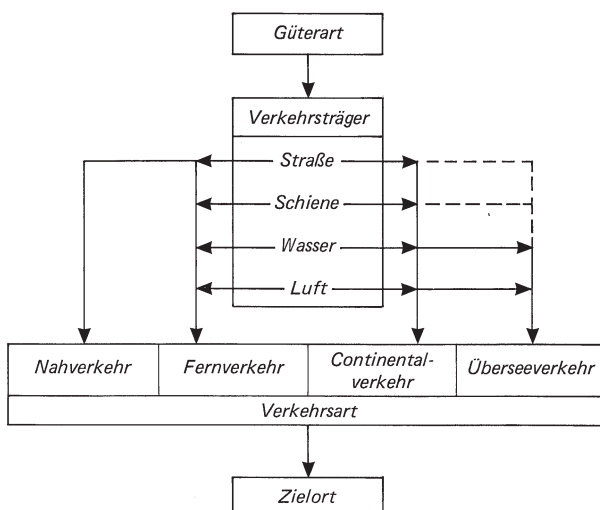 Güterart
Verkehrsträger
Straße
Schiene
Wasser
Luft
Nahverkehr
Fernverkehr
Continental-
verkehr
Überseeverkehr
Verkehrsart
Zielort